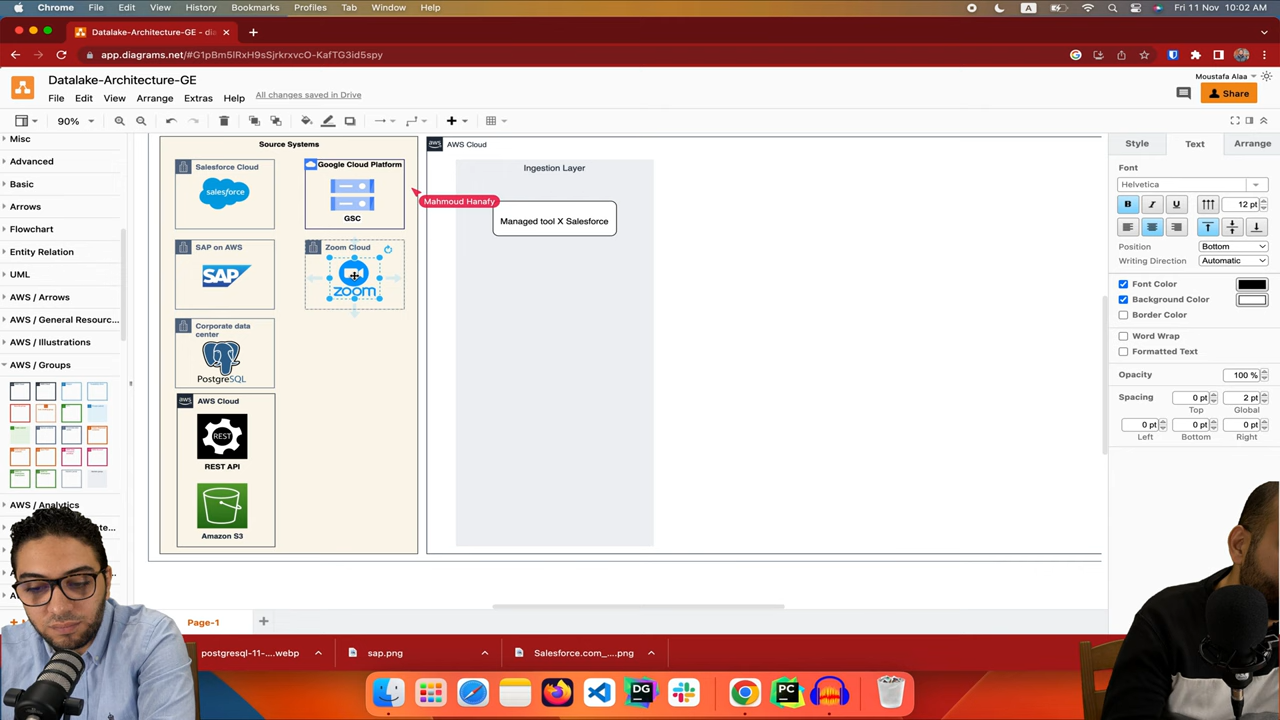 Chrome File Edit View History Bookmarks Profiles Tab Window Help
A
Fri 11 Nov 10:02 AM
Datalake-Architecture-GE
app.diagrams.net/#G1pBm5lRxH9sSjrkrxvcO-KafTG3id5spy
Datalake-Architecture-GE
Moustafa Alaa
File Edit View Arrange Extras Help
All changes saved in Drive
Share
90%
Misc
Advanced
Basic
Arrows
Flowchart
Entity Relation
UML
AWS / Arrows
AWS / General Resourc...
AWS / Illustrations
AWS / Groups
AWS / Analytics
Source Systems
Salesforce Cloud
salesforce
Google Cloud Platform
GSC
SAP on AWS
SAP
Zoom Cloud
zoom
Corporate data
center
PostgreSQL
aws
AWS Cloud
REST
REST API
Amazon S3
aws
AWS Cloud
Ingestion Layer
Mahmoud Hanafy
Managed tool X Salesforce
Style Text Arrange
Font
Helvetica
B I U
12 pt
Position
Bottom
Writing Direction
Automatic
Font Color
Background Color
Border Color
Word Wrap
Formatted Text
Opacity
100 %
Spacing
0 pt
2 pt
Top
Global
0 pt
0 pt
0 pt
Left
Bottom
Right
Page-1
postgresql-11-....webp
sap.png
Salesforce.com_....png
DG
PC